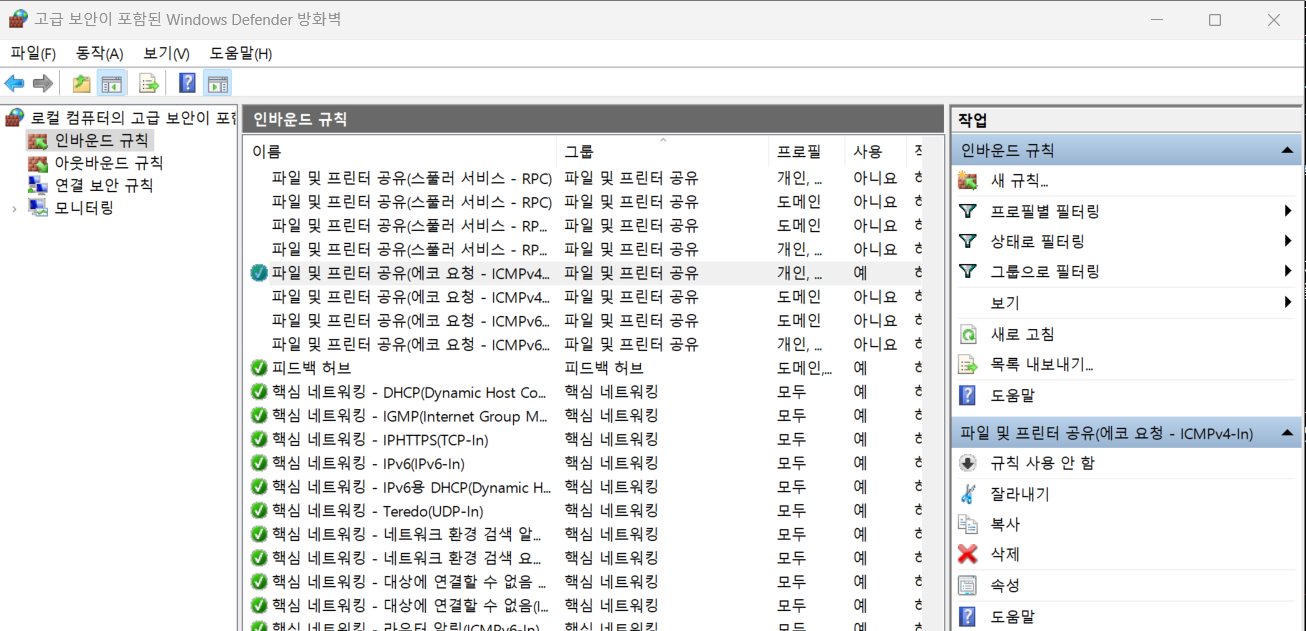 고급 보안이 포함된 Windows Defender 방화벽
파일(F) 동작(A) 보기(V) 도움말(H)
로컬 컴퓨터의 고급 보안이 포함
인바운드 규칙
아웃바운드 규칙
연결 보안 규칙
모니터링
인바운드 규칙
이름 그룹 프로필 사용
파일 및 프린터 공유(스풀러 서비스 - RPC) 파일 및 프린터 공유 개인, ... 아니요
파일 및 프린터 공유(스풀러 서비스 - RPC) 파일 및 프린터 공유 도메인 아니요
파일 및 프린터 공유(스풀러 서비스 - RP... 파일 및 프린터 공유 도메인 아니요
파일 및 프린터 공유(스풀러 서비스 - RP... 파일 및 프린터 공유 개인, ... 아니요
파일 및 프린터 공유(에코 요청 - ICMPv4... 파일 및 프린터 공유 개인, ... 예
파일 및 프린터 공유(에코 요청 - ICMPv4... 파일 및 프린터 공유 도메인 아니요
파일 및 프린터 공유(에코 요청 - ICMPv6... 파일 및 프린터 공유 도메인 아니요
파일 및 프린터 공유(에코 요청 - ICMPv6... 파일 및 프린터 공유 개인, ... 아니요
피드백 허브 피드백 허브 도메인,... 예
핵심 네트워킹 - DHCP(Dynamic Host Co... 핵심 네트워킹 모두 예
핵심 네트워킹 - IGMP(Internet Group M... 핵심 네트워킹 모두 예
핵심 네트워킹 - IPHTTPS(TCP-In) 핵심 네트워킹 모두 예
핵심 네트워킹 - IPv6(IPv6-In) 핵심 네트워킹 모두 예
핵심 네트워킹 - IPv6용 DHCP(Dynamic H... 핵심 네트워킹 모두 예
핵심 네트워킹 - Teredo(UDP-In) 핵심 네트워킹 모두 예
핵심 네트워킹 - 네트워크 환경 검색 알... 핵심 네트워킹 모두 예
핵심 네트워킹 - 네트워크 환경 검색 요... 핵심 네트워킹 모두 예
핵심 네트워킹 - 대상에 연결할 수 없음 ... 핵심 네트워킹 모두 예
핵심 네트워킹 - 대상에 연결할 수 없음(I... 핵심 네트워킹 모두 예
핵심 네트워킹 - 라우터 알림(ICMPv6-In) 핵심 네트워킹 모두 예
작업
인바운드 규칙
새 규칙...
프로필별 필터링
상태로 필터링
그룹으로 필터링
보기
새로 고침
목록 내보내기...
도움말
파일 및 프린터 공유(에코 요청 - ICMPv4-In)
규칙 사용 안 함
잘라내기
복사
삭제
속성
도움말